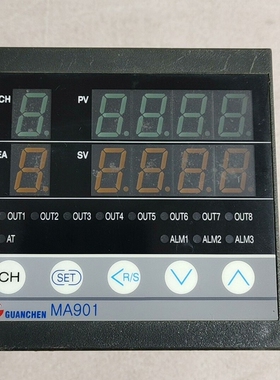 CH PV
EA SV
OUT1 OUT2 OUT3 OUT4 OUT5 OUT6 OUT7 OUT8
AT ALM1 ALM2 ALM3
CH SET <R/S
GUANCHEN MA901